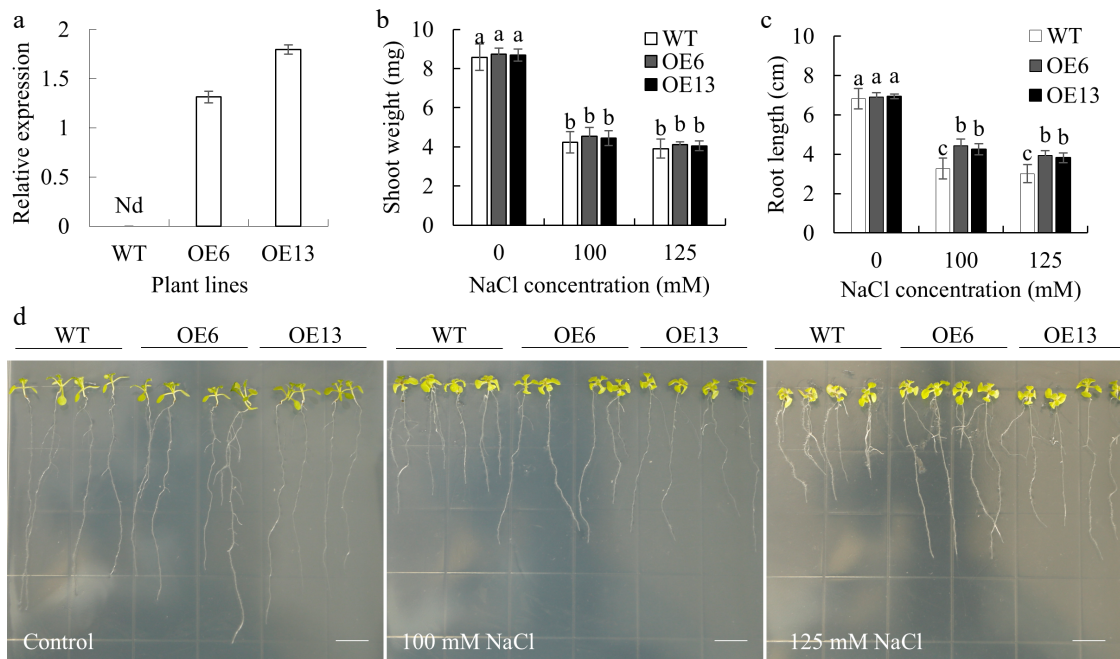 a
Relative expression
2
1.5
1
0.5
0
Nd
WT OE6 OE13
Plant lines
b
Shoot weight (mg)
10
8
6
4
2
0
WT
OE6
OE13
a a a
b b b
b b b
0 100 125
NaCl concentration (mM)
c
Root length (cm)
10
8
6
4
2
0
WT
OE6
OE13
a a a
c b b
c b b
0 100 125
NaCl concentration (mM)
d
WT OE6 OE13
WT OE6 OE13
WT OE6 OE13
Control
100 mM NaCl
125 mM NaCl